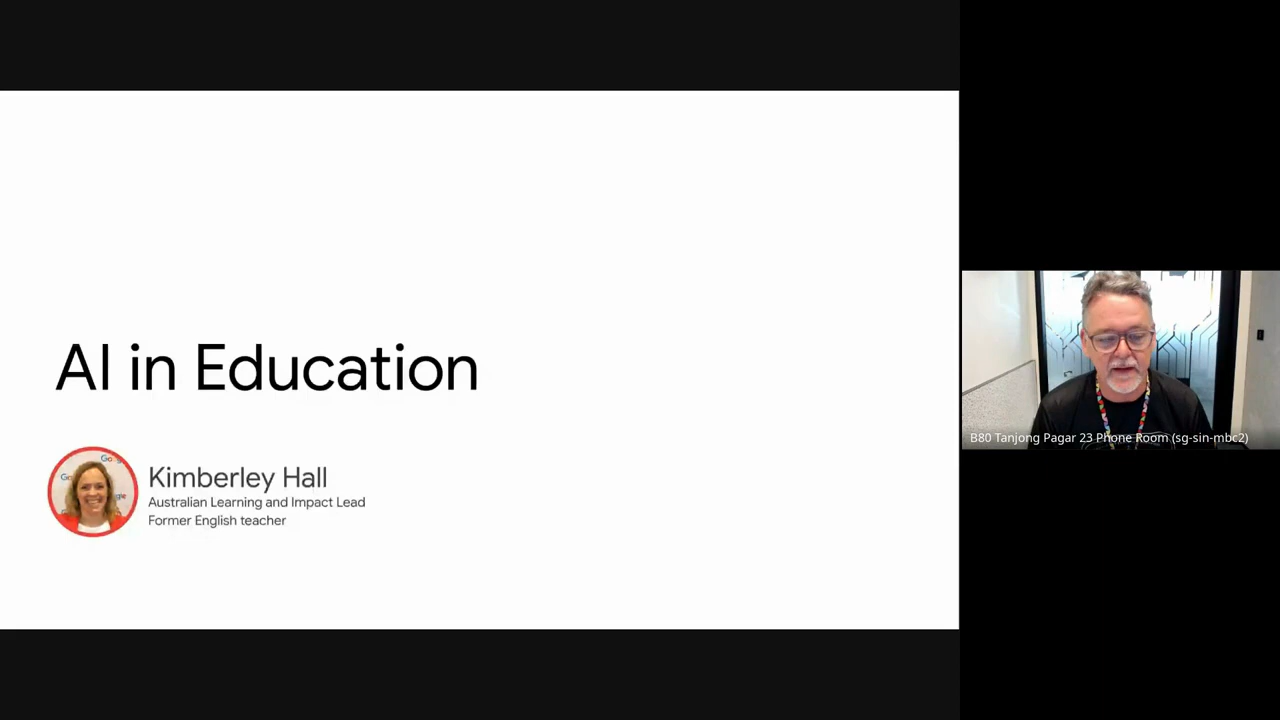 AI in Education
Kimberley Hall
Australian Learning and Impact Lead
Former English teacher
B80 Tanjong Pagar 23 Phone Room (sg-sin-mbc2)